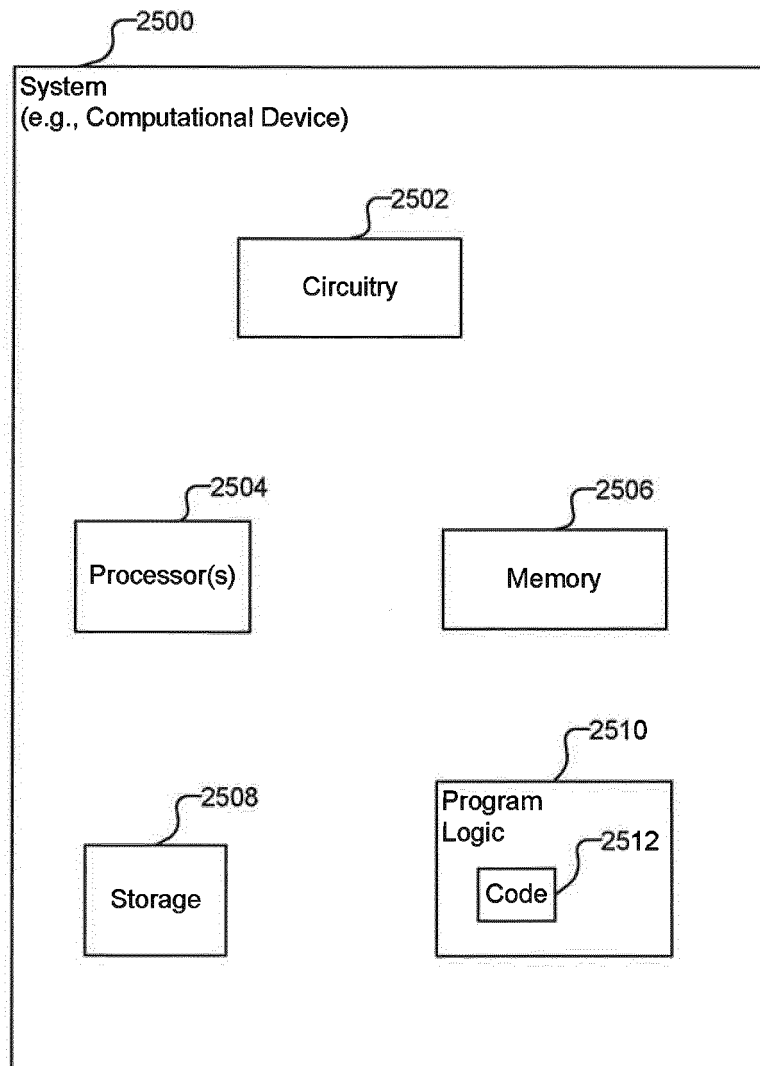 2500
System
(e.g., Computational Device)
2502
Circuitry
2504
Processor(s)
2506
Memory
2508
Storage
2510
Program
Logic
2512
Code